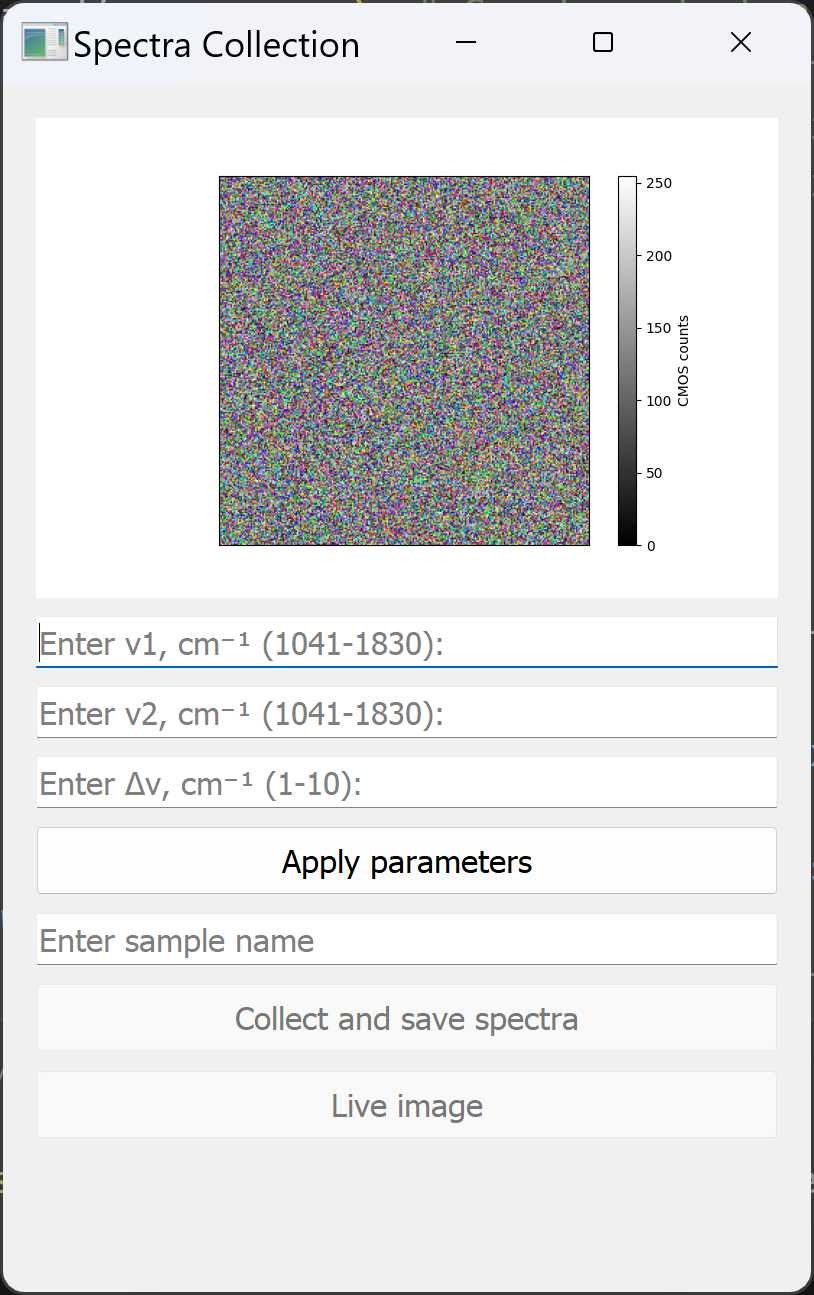 Spectra Collection
250
200
150
100
50
0
CMOS counts
Enter v1, cm⁻¹ (1041-1830):
Enter v2, cm⁻¹ (1041-1830):
Enter Δv, cm⁻¹ (1-10):
Apply parameters
Enter sample name
Collect and save spectra
Live image